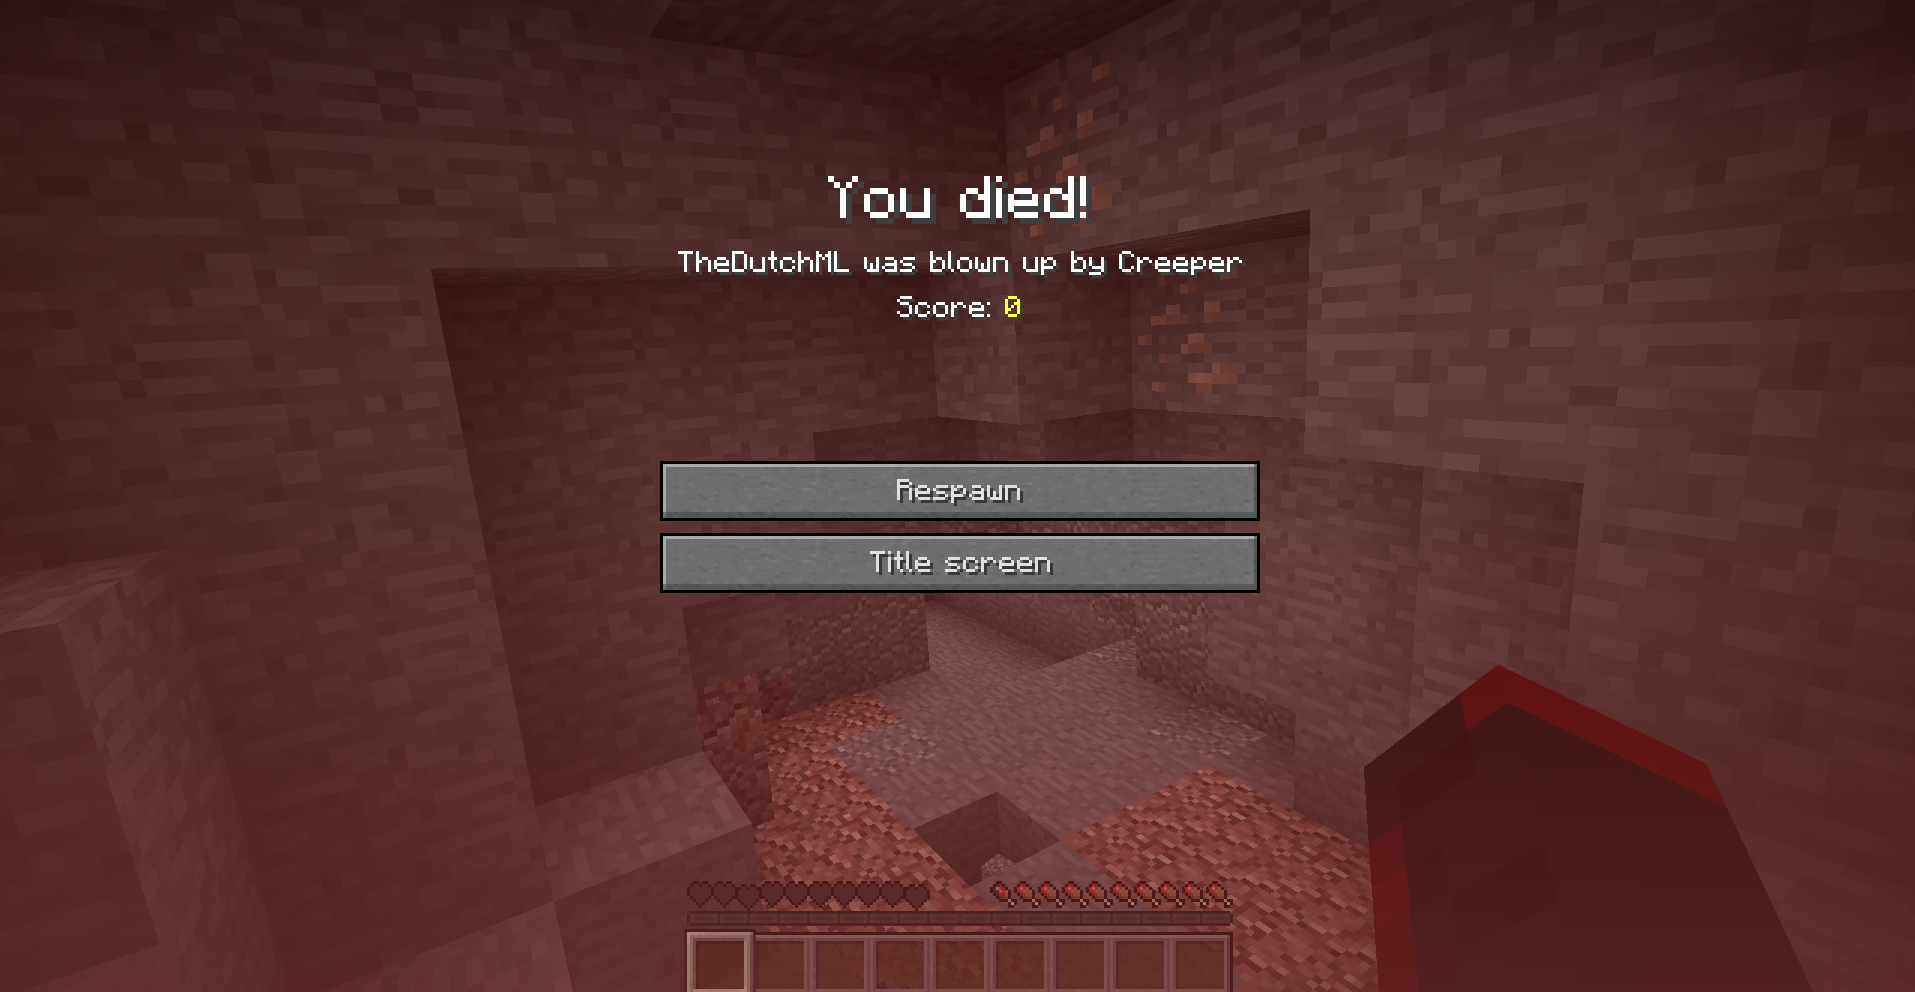 You died!
TheDutchML was blown up by Creeper
Score: 0
Respawn
Title screen